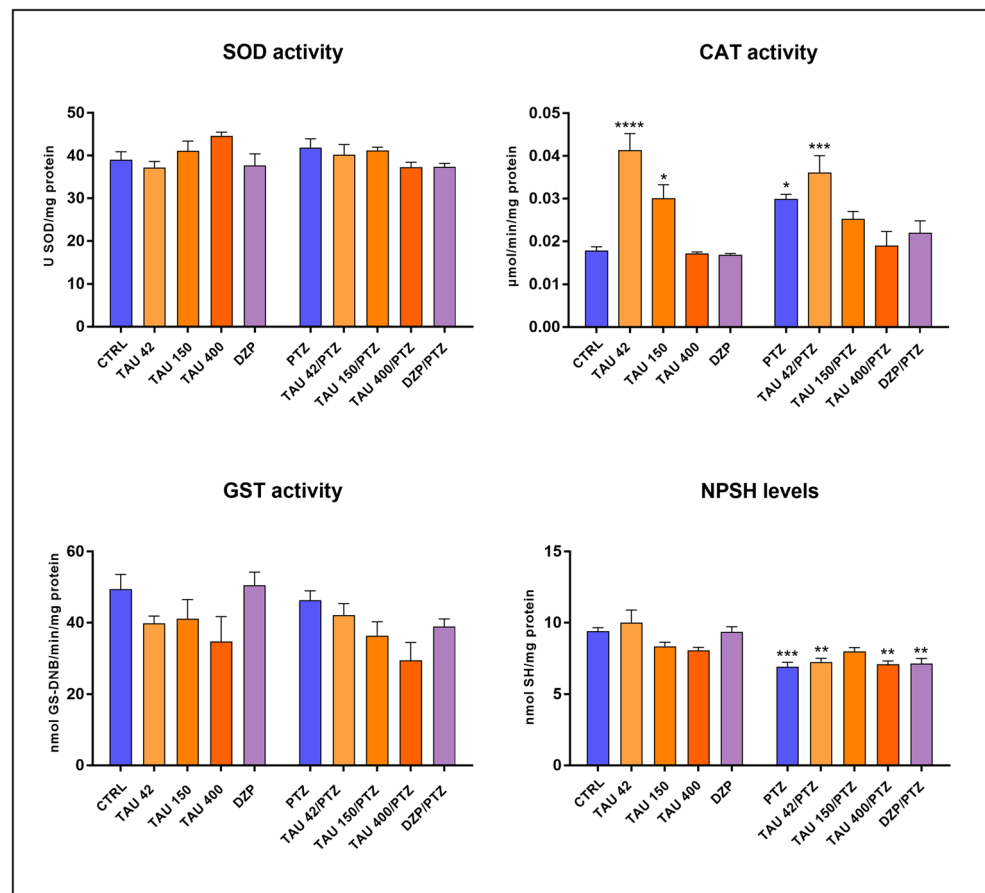 SOD activity
U SOD/mg protein
50
40
30
20
10
0
CTRL
TAU 42
TAU 150
TAU 400
DZP
PTZ
TAU 42/PTZ
TAU 150/PTZ
TAU 400/PTZ
DZP/PTZ
CAT activity
µmol/min/mg protein
0.05
0.04
0.03
0.02
0.01
0.00
****
*
*
***
CTRL
TAU 42
TAU 150
TAU 400
DZP
PTZ
TAU 42/PTZ
TAU 150/PTZ
TAU 400/PTZ
DZP/PTZ
GST activity
nmol GS-DNB/min/mg protein
60
40
20
0
CTRL
TAU 42
TAU 150
TAU 400
DZP
PTZ
TAU 42/PTZ
TAU 150/PTZ
TAU 400/PTZ
DZP/PTZ
NPSH levels
nmol SH/mg protein
15
10
5
0
***
**
**
**
CTRL
TAU 42
TAU 150
TAU 400
DZP
PTZ
TAU 42/PTZ
TAU 150/PTZ
TAU 400/PTZ
DZP/PTZ